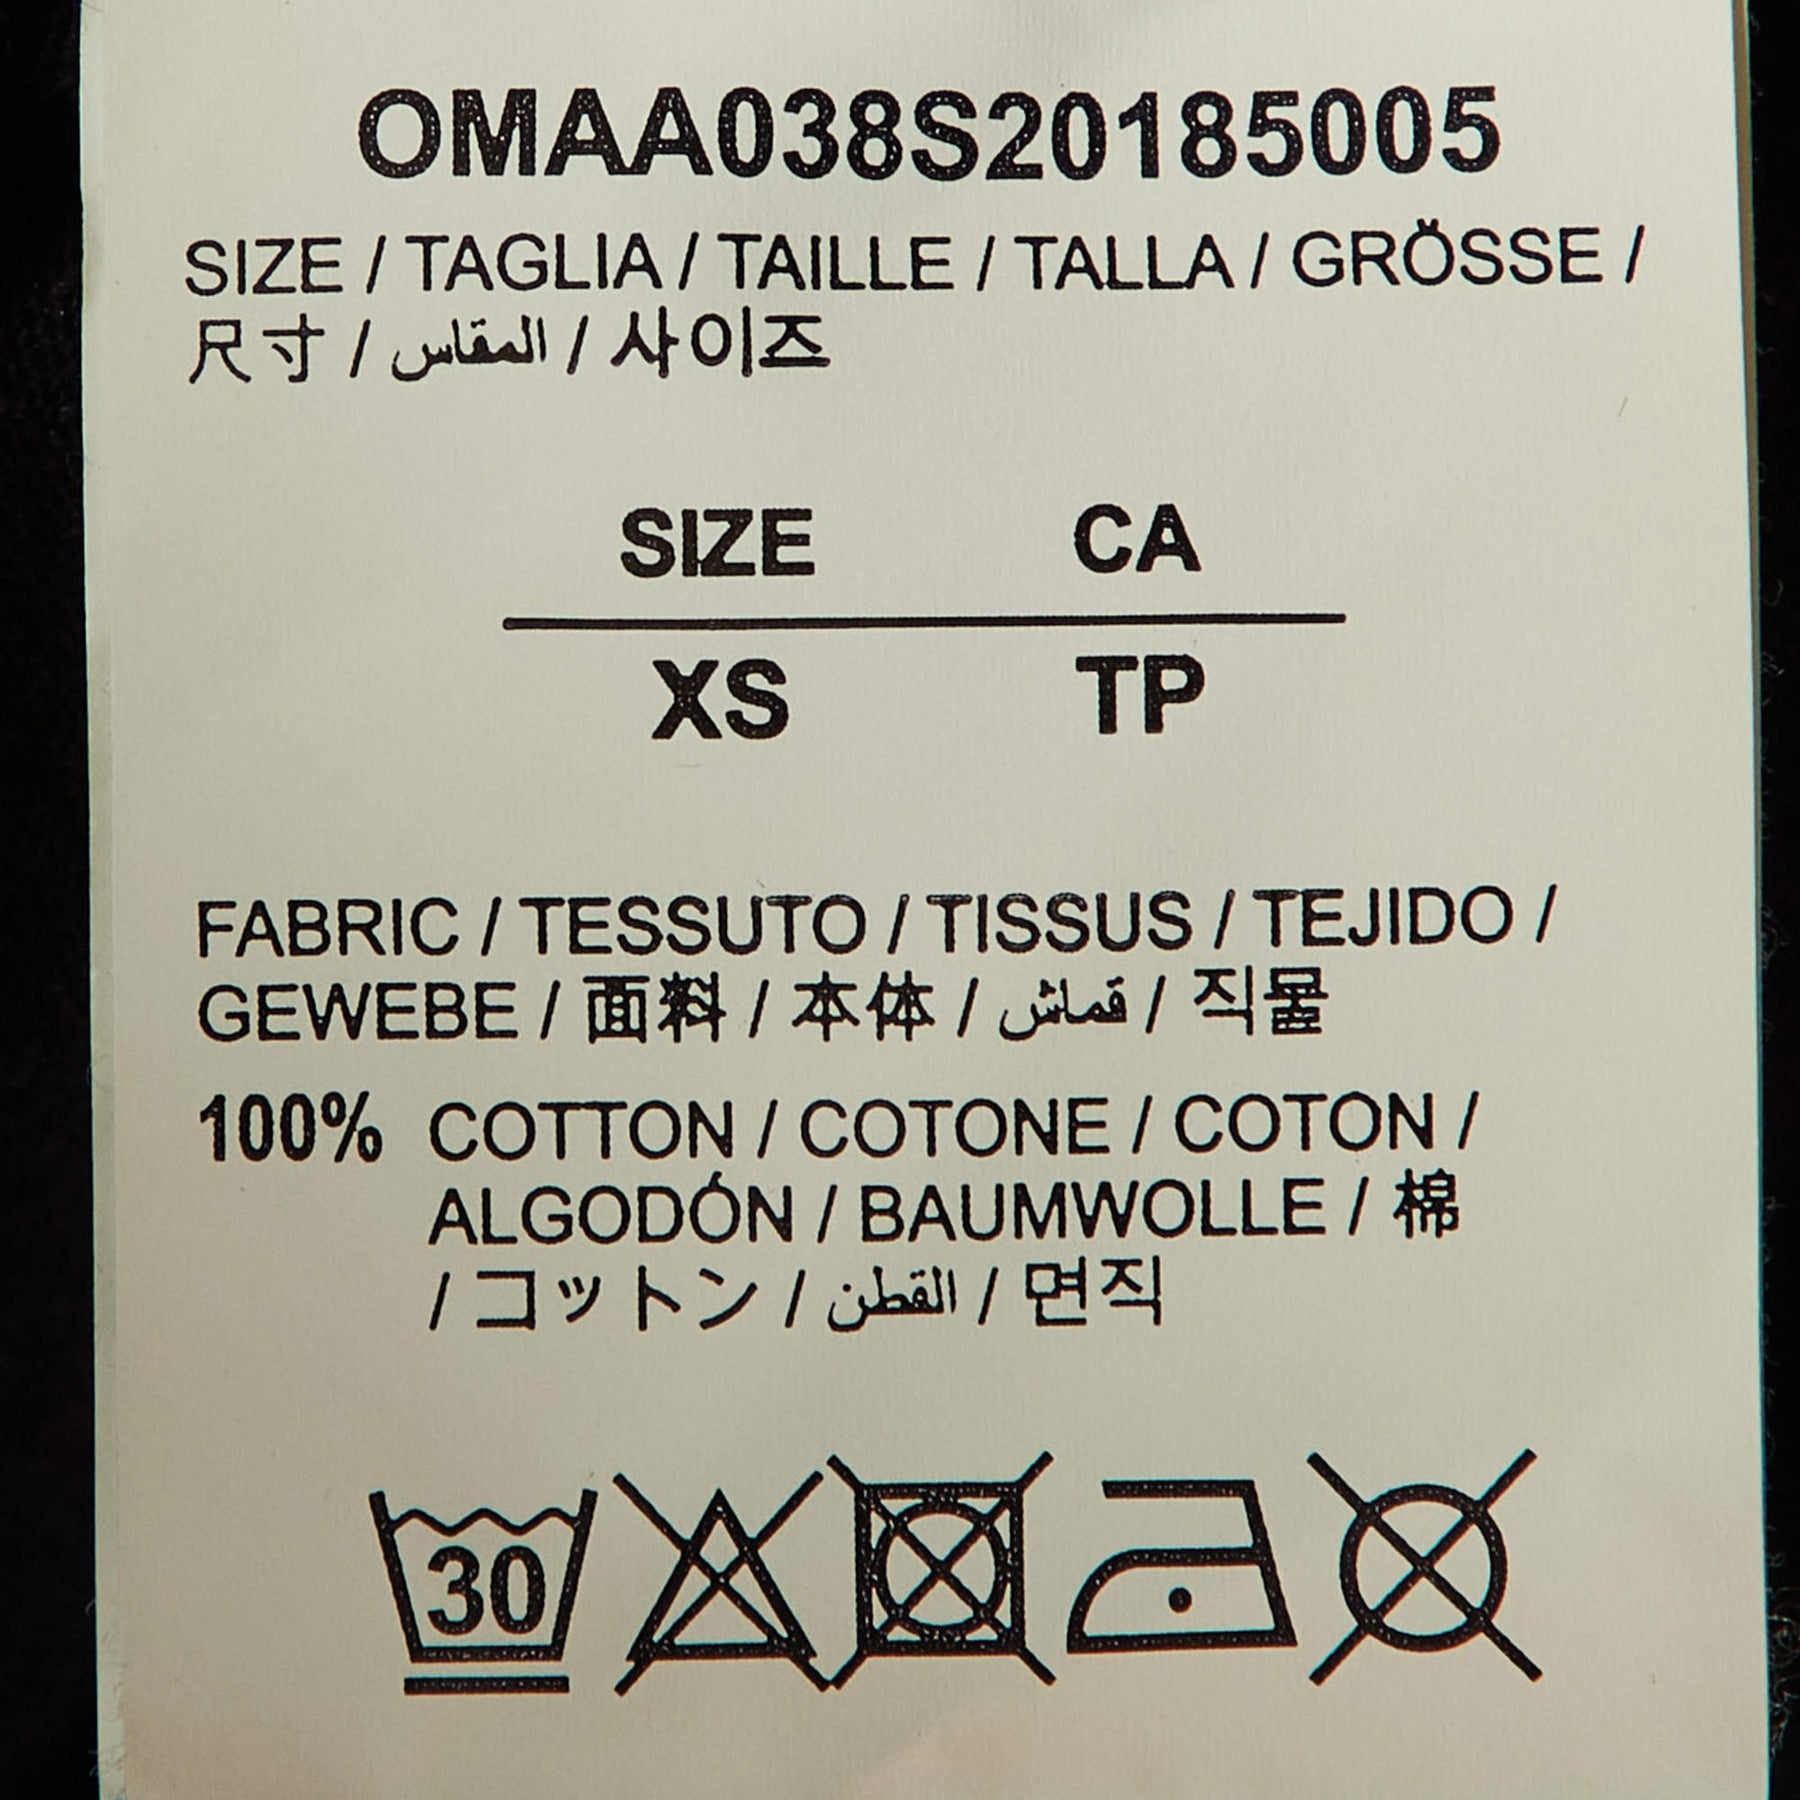 OMAA038S20185005
SIZE / TAGLIA / TAILLE / TALLA / GRÖSSE /
尺寸 / المقاس / 사이즈
SIZE CA
XS TP
FABRIC / TESSUTO / TISSUS / TEJIDO /
GEWEBE / 面料 / 本体 / قماش / 직물
100% COTTON / COTONE / COTON /
ALGODÓN / BAUMWOLLE / 棉
/ コットン / القطن / 면직
30